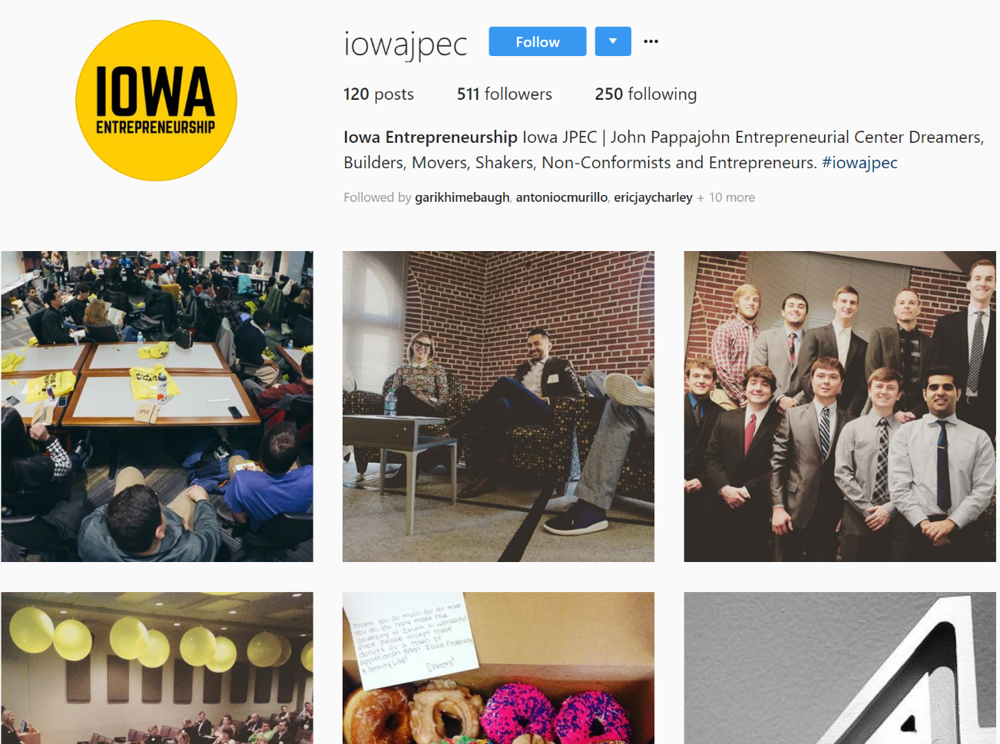 IOWA
ENTREPRENEURSHIP
iowajpec Follow
120 posts 511 followers 250 following
Iowa Entrepreneurship Iowa JPEC | John Pappajohn Entrepreneurial Center Dreamers,
Builders, Movers, Shakers, Non-Conformists and Entrepreneurs. #iowajpec
Followed by garikhimebaugh, antoniocmurillo, ericjaycharley + 10 more
JPEC
Thank you so much for all that
you do, you may make the
University of Iowa a wonderful
place. Please accept these
donuts as a token of
appreciation from Iowa Fraternity
& Sorority Life!
Cheers!